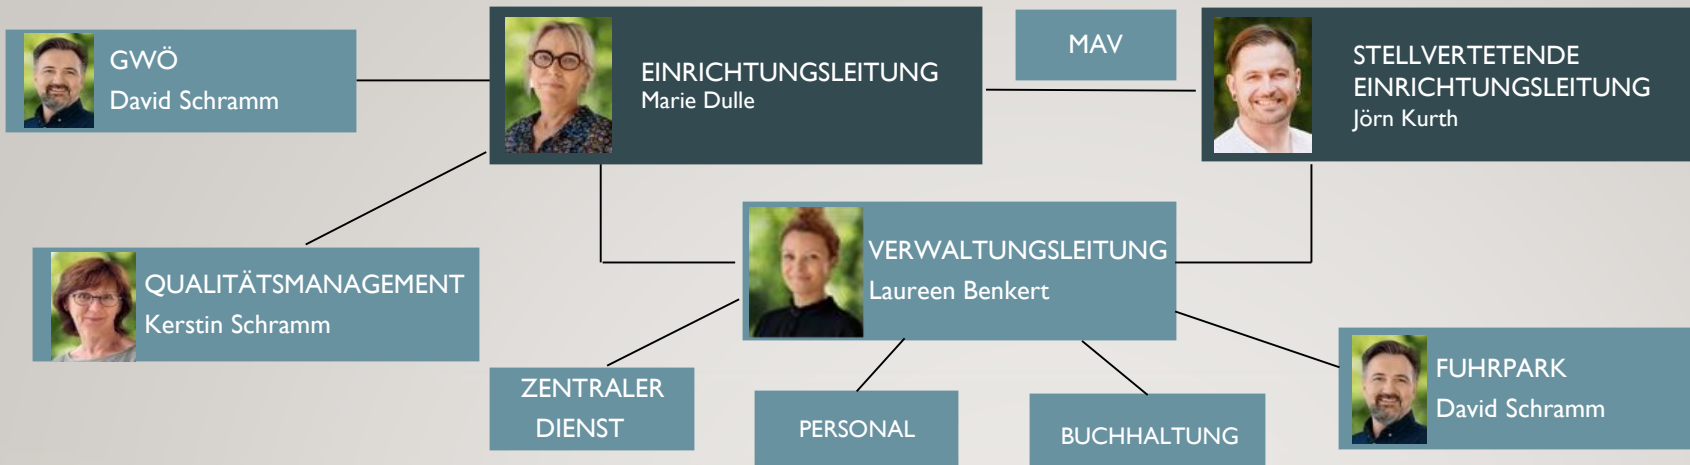 GWÖ
David Schramm
EINRICHTUNGSLEITUNG
Marie Dulle
MAV
STELLVERTETENDE
EINRICHTUNGSLEITUNG
Jörn Kurth
QUALITÄTSMANAGEMENT
Kerstin Schramm
VERWALTUNGSLEITUNG
Laureen Benkert
ZENTRALER
DIENST
PERSONAL
BUCHHALTUNG
FUHRPARK
David Schramm